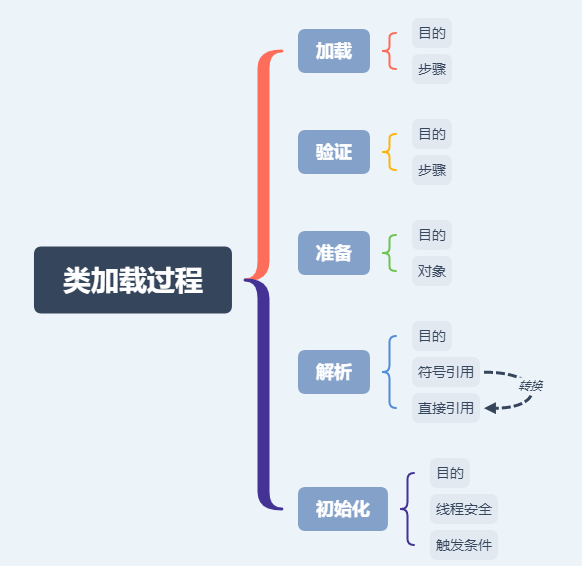 类加载过程
加载
目的
步骤
验证
目的
步骤
准备
目的
对象
解析
目的
符号引用
转换
直接引用
初始化
目的
线程安全
触发条件